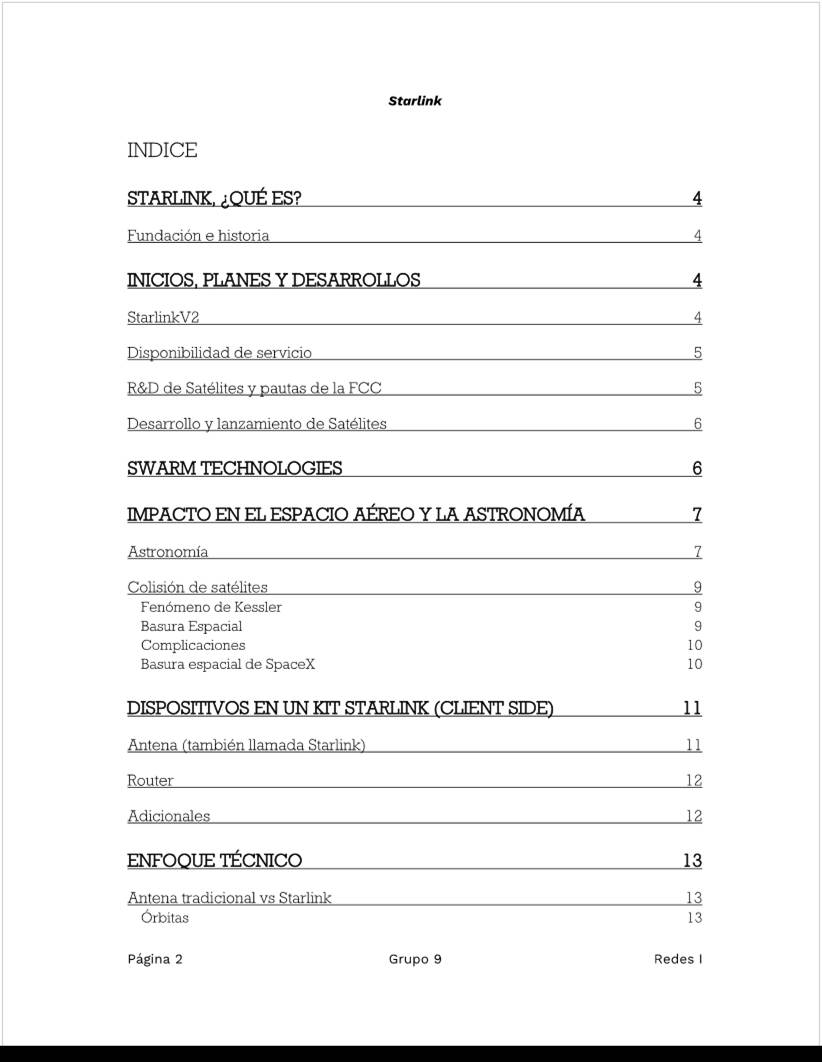 Starlink
INDICE
STARLINK, ¿QUÉ ES? 4
Fundación e historia 4
INICIOS, PLANES Y DESARROLLOS 4
StarlinkV2 4
Disponibilidad de servicio 5
R&D de Satélites y pautas de la FCC 5
Desarrollo y lanzamiento de Satélites 6
SWARM TECHNOLOGIES 6
IMPACTO EN EL ESPACIO AÉREO Y LA ASTRONOMÍA 7
Astronomía 7
Colisión de satélites 9
Fenómeno de Kessler 9
Basura Espacial 9
Complicaciones 10
Basura espacial de SpaceX 10
DISPOSITIVOS EN UN KIT STARLINK (CLIENT SIDE) 11
Antena (también llamada Starlink) 11
Router 12
Adicionales 12
ENFOQUE TÉCNICO 13
Antena tradicional vs Starlink 13
Órbitas 13
Página 2 Grupo 9 Redes I